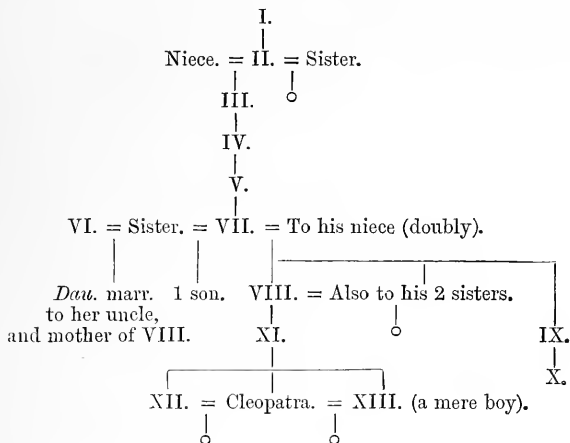 I.
Niece. = II. = Sister.
III.
IV.
V.
VI. = Sister. = VII. = To his niece (doubly).
Dau. marr. 1 son. VIII. = Also to his 2 sisters.
to her uncle,
and mother of VIII. XI. IX.
X.
XII. = Cleopatra. = XIII. (a mere boy).